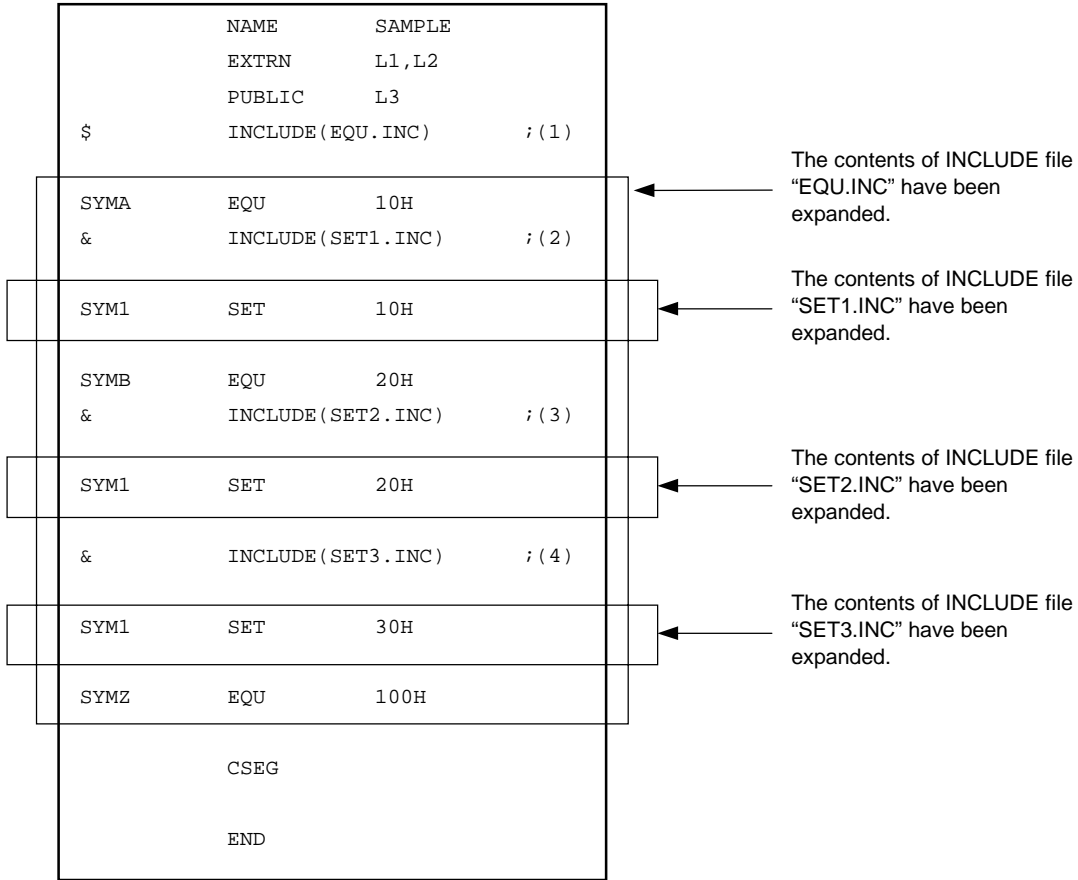 NAME SAMPLE
EXTRN L1,L2
PUBLIC L3
$ INCLUDE(EQU.INC) ;(1)
The contents of INCLUDE file
“EQU.INC” have been
expanded.
SYMA EQU 10H
& INCLUDE(SET1.INC) ;(2)
The contents of INCLUDE file
“SET1.INC” have been
expanded.
SYM1 SET 10H
SYMB EQU 20H
& INCLUDE(SET2.INC) ;(3)
The contents of INCLUDE file
“SET2.INC” have been
expanded.
SYM1 SET 20H
& INCLUDE(SET3.INC) ;(4)
The contents of INCLUDE file
“SET3.INC” have been
expanded.
SYM1 SET 30H
SYMZ EQU 100H
CSEG
END